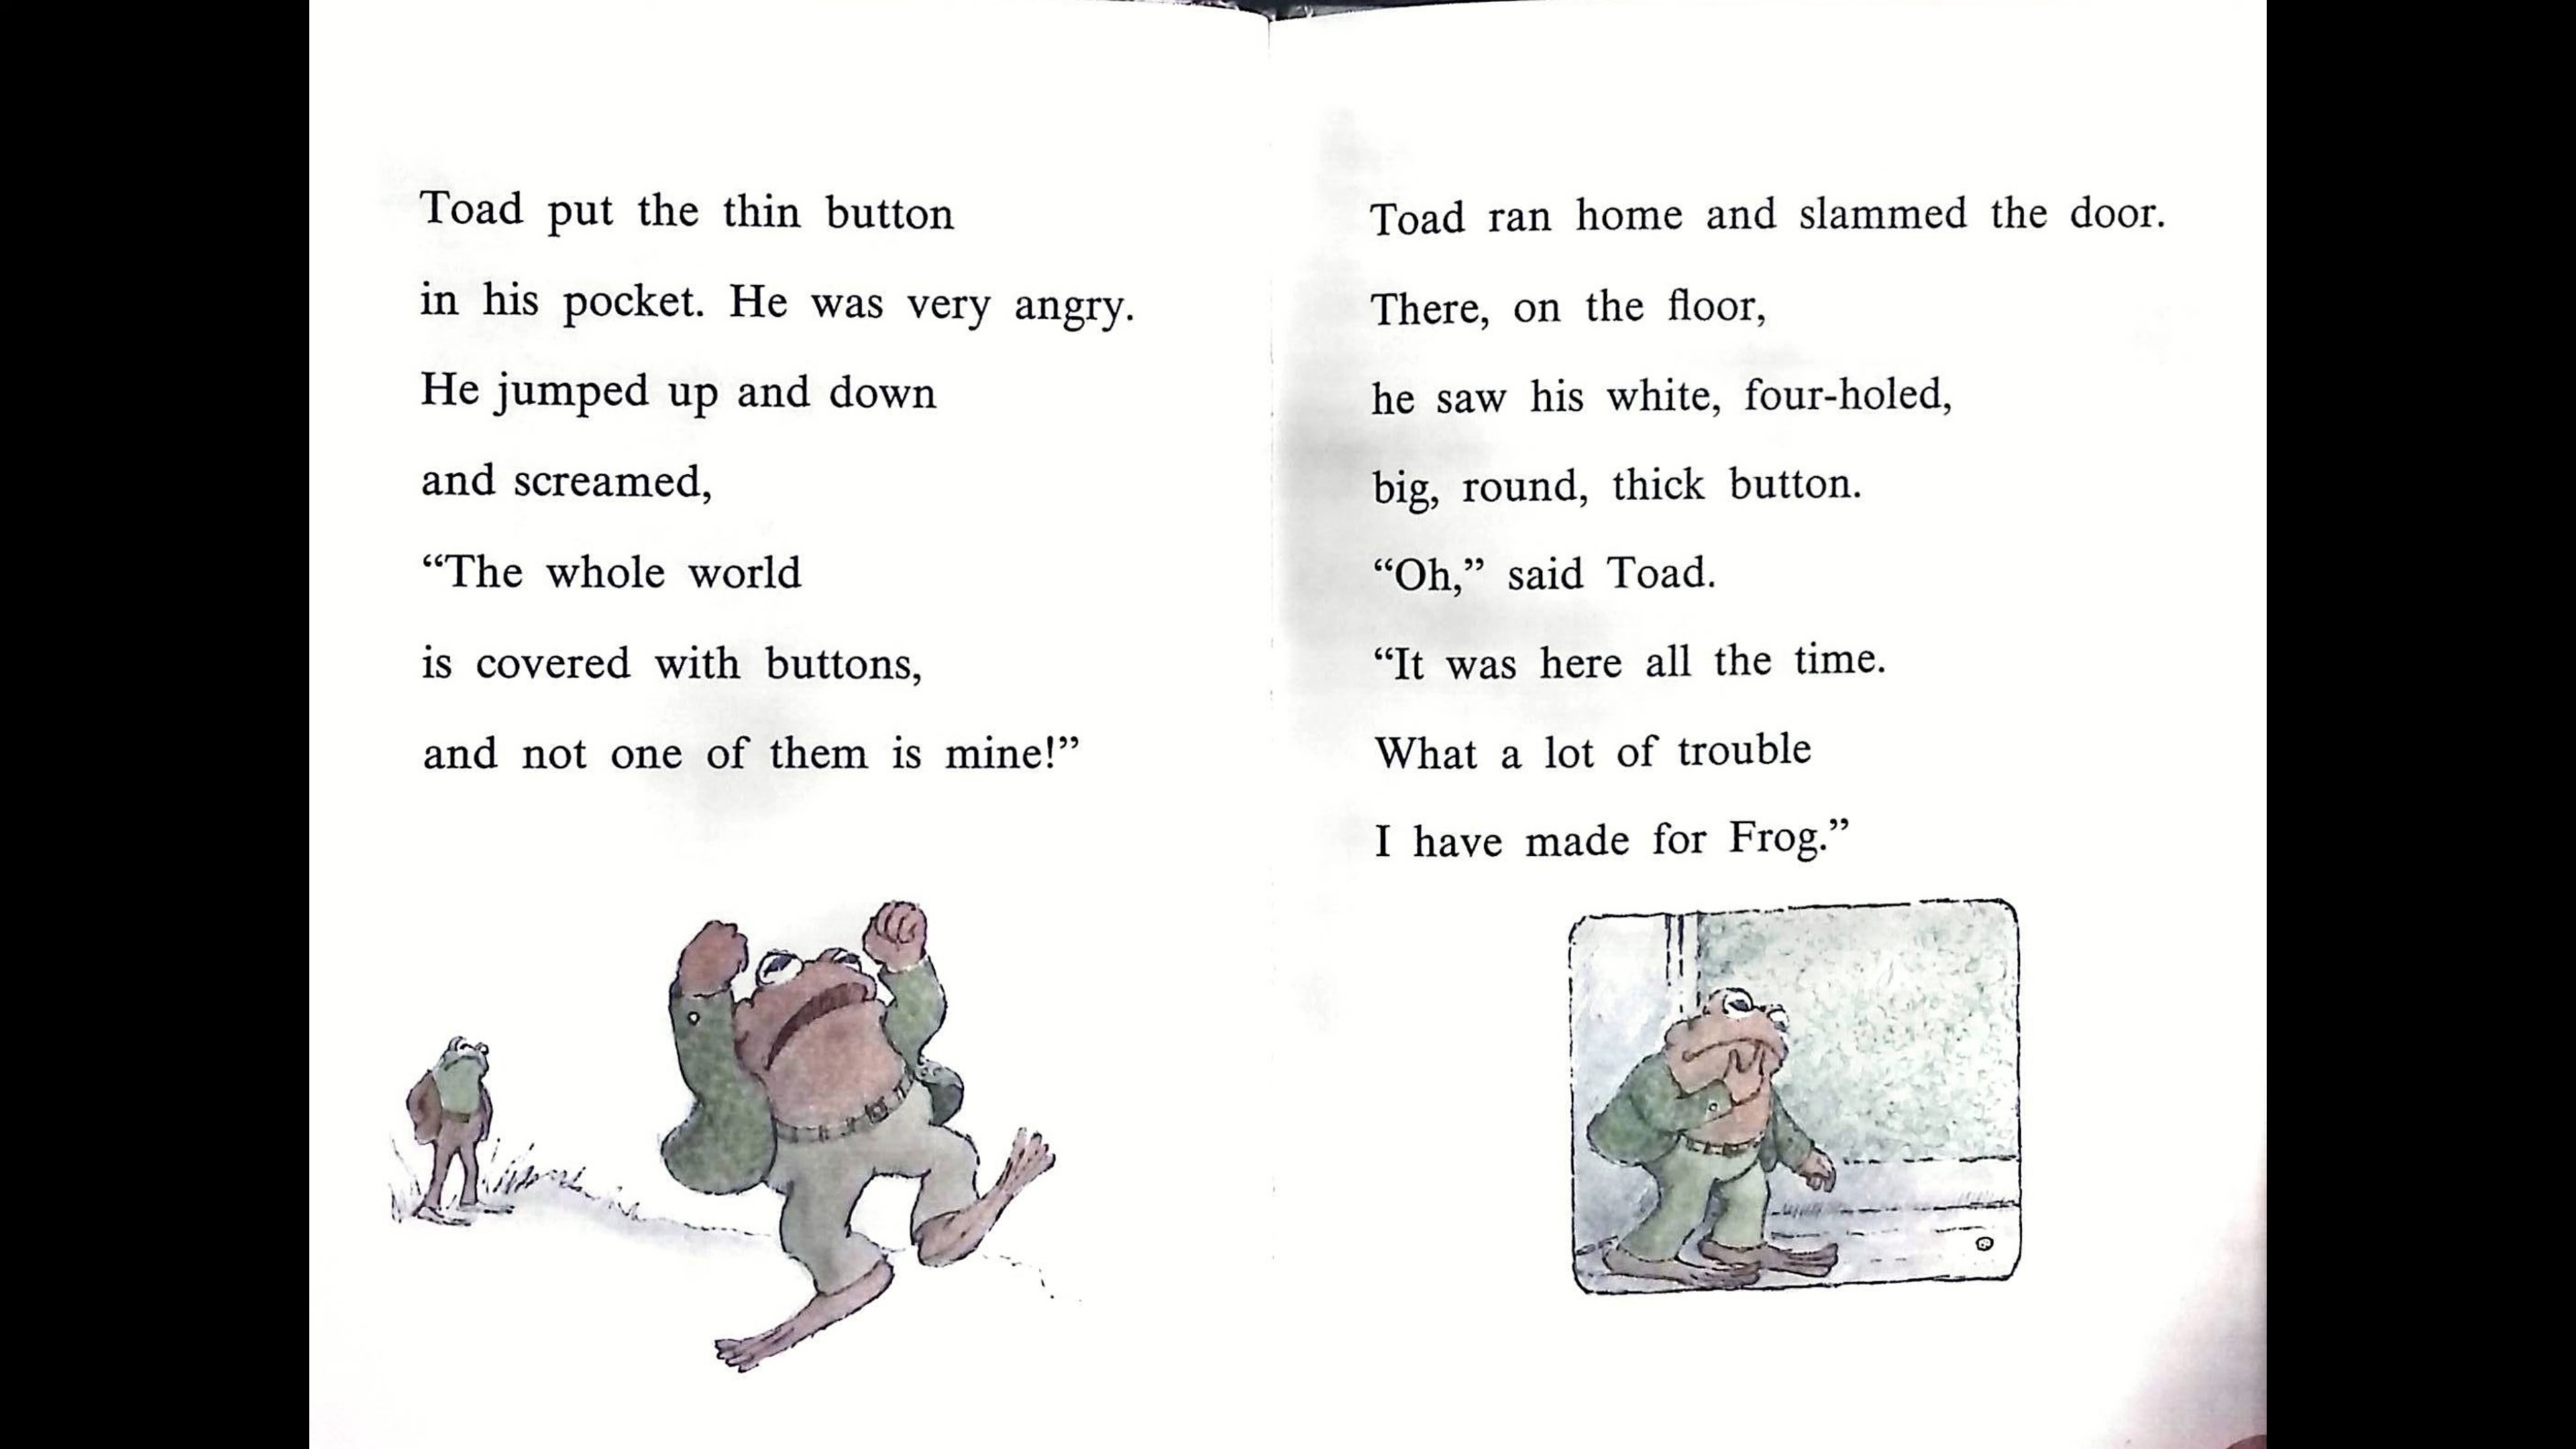 Toad put the thin button
in his pocket. He was very angry.
He jumped up and down
and screamed,
“The whole world
is covered with buttons,
and not one of them is mine!”
Toad ran home and slammed the door.
There, on the floor,
he saw his white, four-holed,
big, round, thick button.
“Oh,” said Toad.
“It was here all the time.
What a lot of trouble
I have made for Frog.”